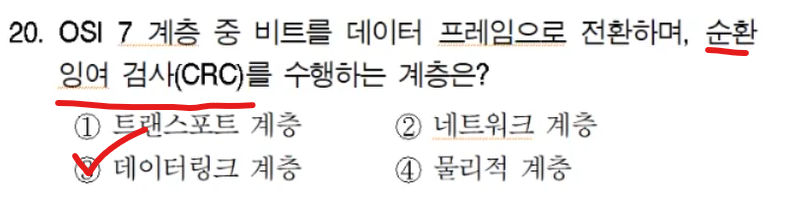 20. OSI 7 계층 중 비트를 데이터 프레임으로 전환하며, 순환
잉여 검사(CRC)를 수행하는 계층은?
① 트랜스포트 계층 ② 네트워크 계층
③ 데이터링크 계층 ④ 물리적 계층